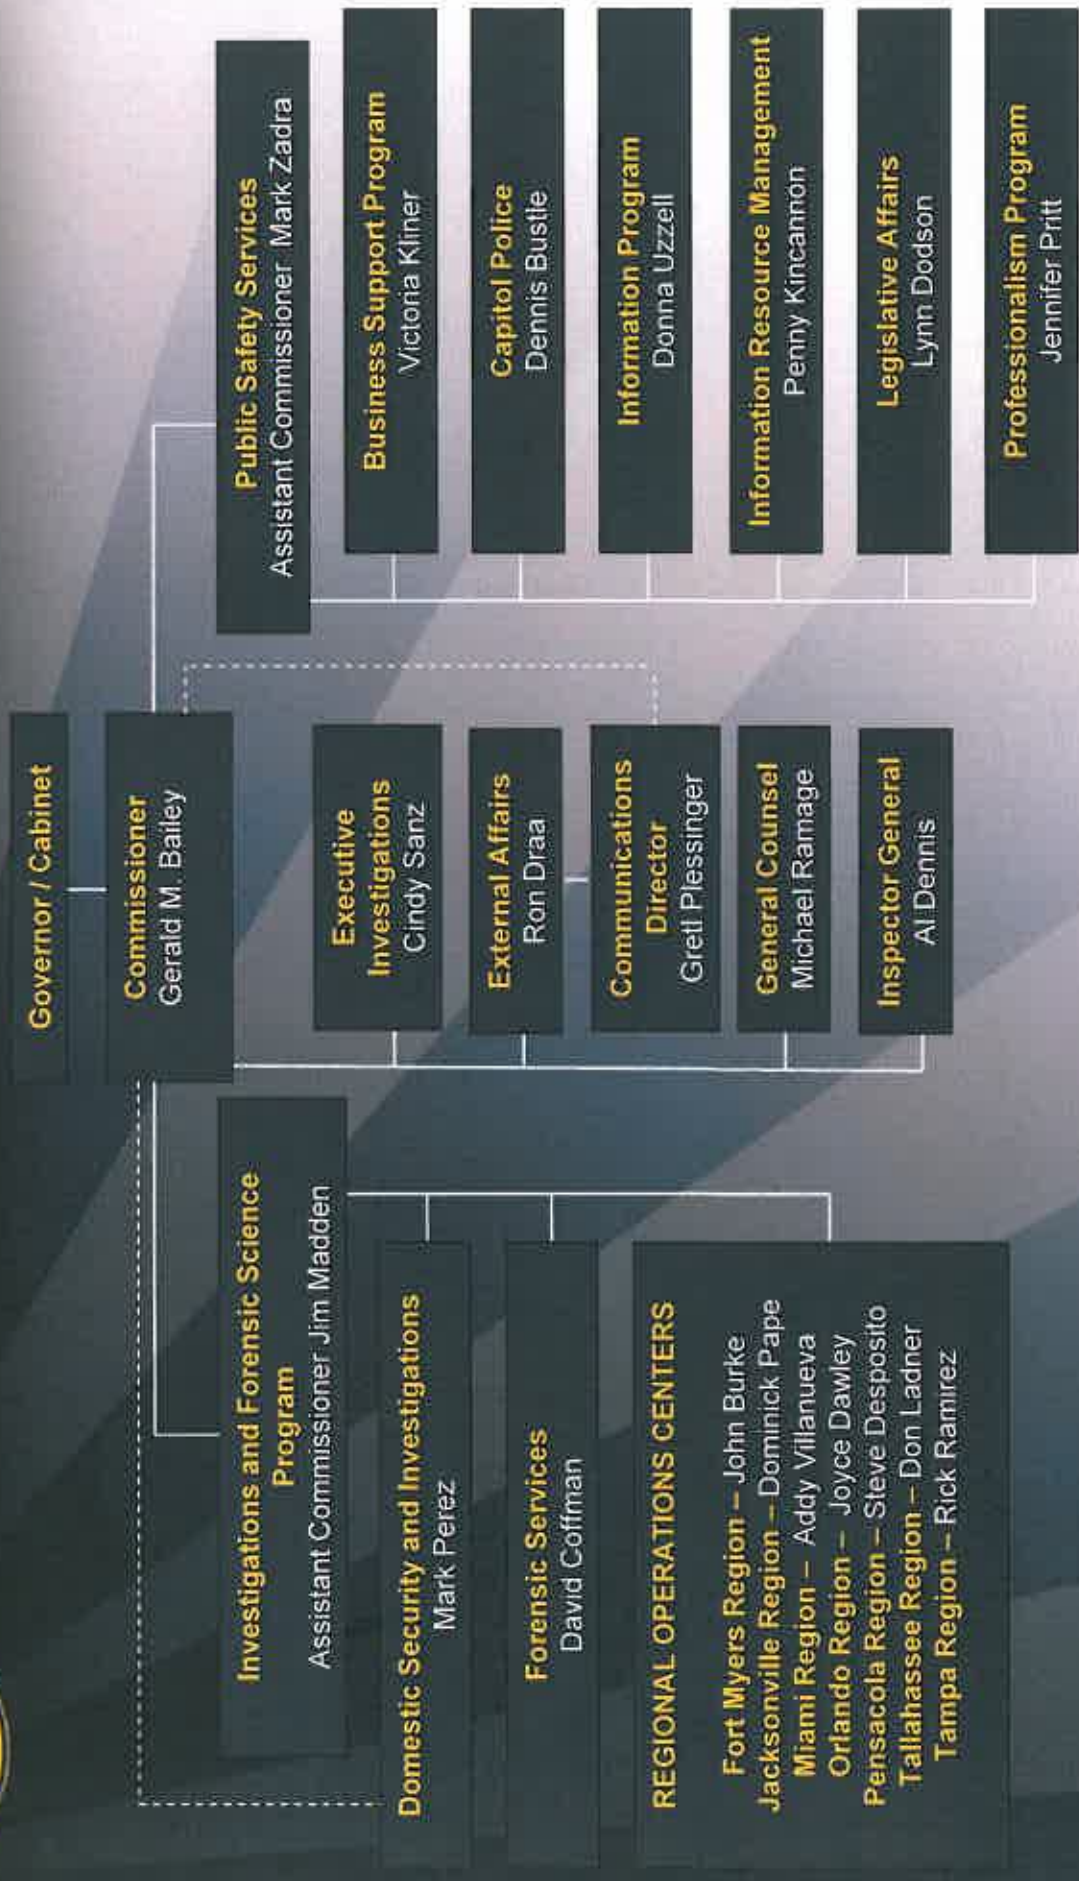 Governor / Cabinet
Commissioner
Gerald M. Bailey
Investigations and Forensic Science
Program
Assistant Commissioner Jim Madden
Domestic Security and Investigations
Mark Perez
Forensic Services
David Coffman
REGIONAL OPERATIONS CENTERS
Fort Myers Region – John Burke
Jacksonville Region – Dominick Pape
Miami Region – Addy Villanueva
Orlando Region – Joyce Dawley
Pensacola Region – Steve Desposito
Tallahassee Region – Don Ladner
Tampa Region – Rick Ramirez
Executive
Investigations
Cindy Sanz
External Affairs
Ron Draa
Communications
Director
Gretl Plessinger
General Counsel
Michael Ramage
Inspector General
Al Dennis
Public Safety Services
Assistant Commissioner Mark Zadra
Business Support Program
Victoria Kliner
Capitol Police
Dennis Bustle
Information Program
Donna Uzzell
Information Resource Management
Penny Kincannon
Legislative Affairs
Lynn Dodson
Professionalism Program
Jennifer Pritt